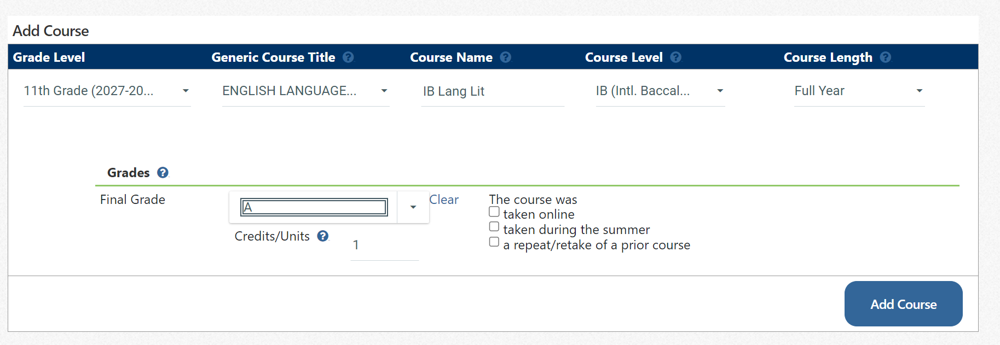 Add Course
Grade Level Generic Course Title ? Course Name ? Course Level ? Course Length ?
11th Grade (2027-20... ENGLISH LANGUAGE... IB Lang Lit IB (Intl. Baccal... Full Year
Grades ?
Final Grade A Clear The course was
taken online
taken during the summer
Credits/Units ? 1 a repeat/retake of a prior course
Add Course